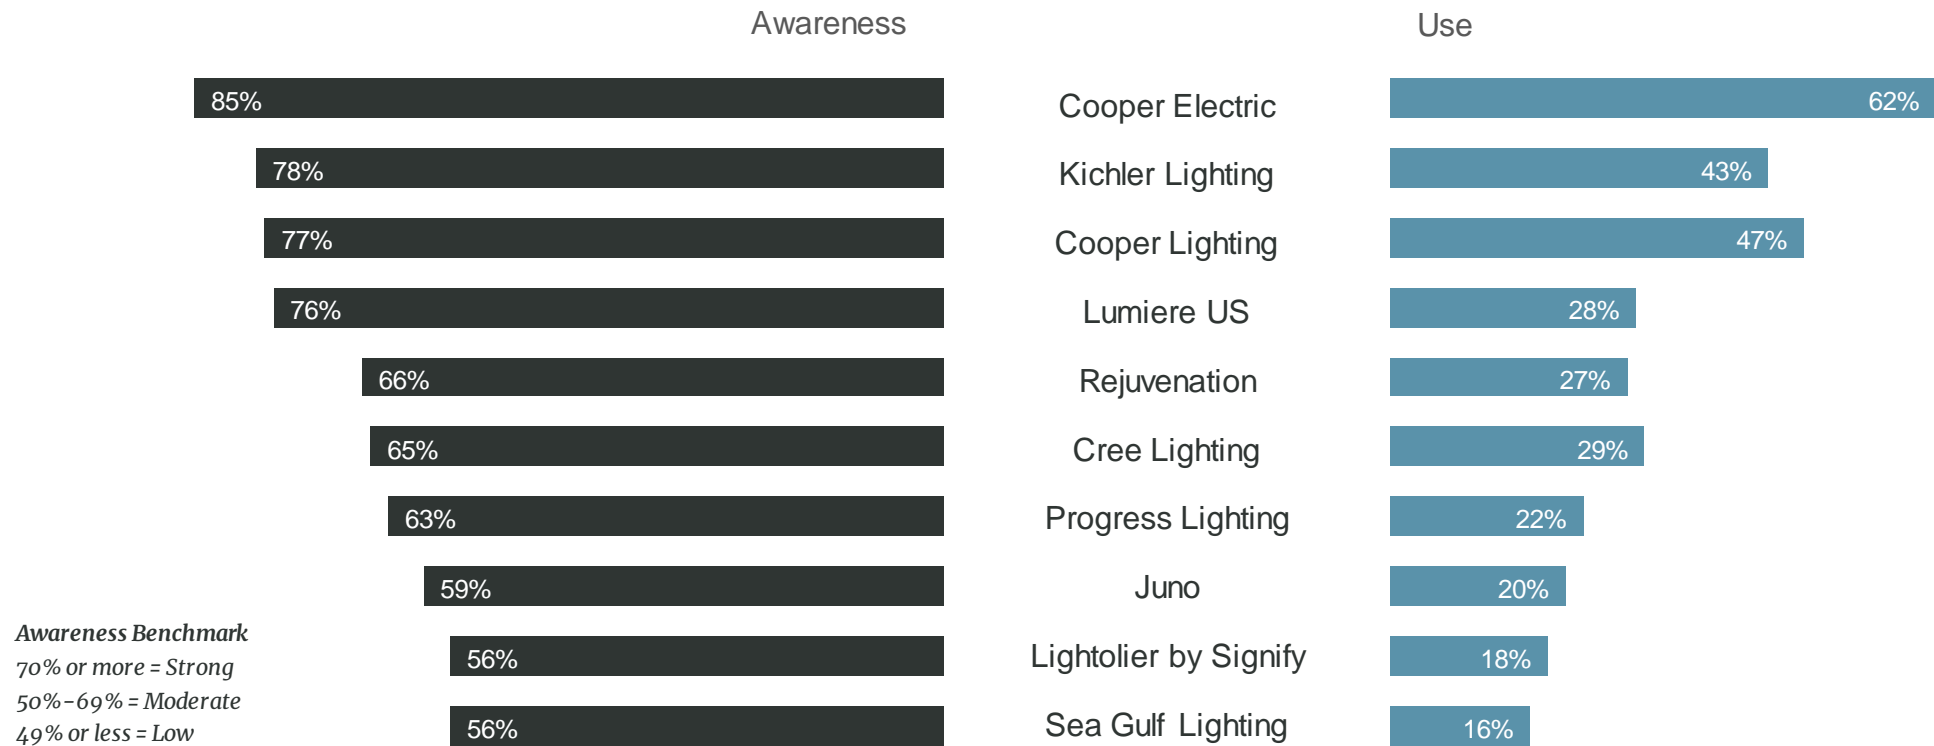 Awareness Use
85% Cooper Electric 62%
78% Kichler Lighting 43%
77% Cooper Lighting 47%
76% Lumiere US 28%
66% Rejuvenation 27%
65% Cree Lighting 29%
63% Progress Lighting 22%
59% Juno 20%
56% Lightolier by Signify 18%
56% Sea Gulf Lighting 16%
Awareness Benchmark
70% or more = Strong
50%-69% = Moderate
49% or less = Low